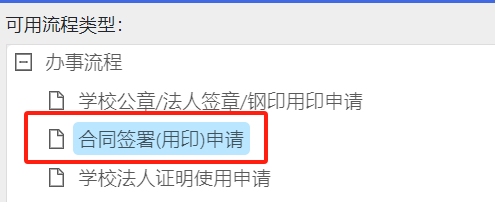 可用流程类型：
办事流程
学校公章/法人签章/钢印用印申请
合同签署(用印)申请
学校法人证明使用申请